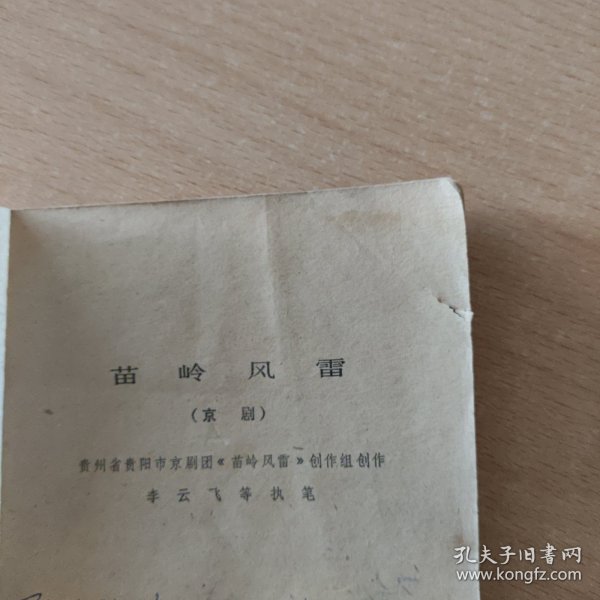 苗岭风雷
（京剧）
贵州省贵阳市京剧团《苗岭风雷》创作组创作
李云飞等执笔
孔夫子旧书网
www.kongfz.com